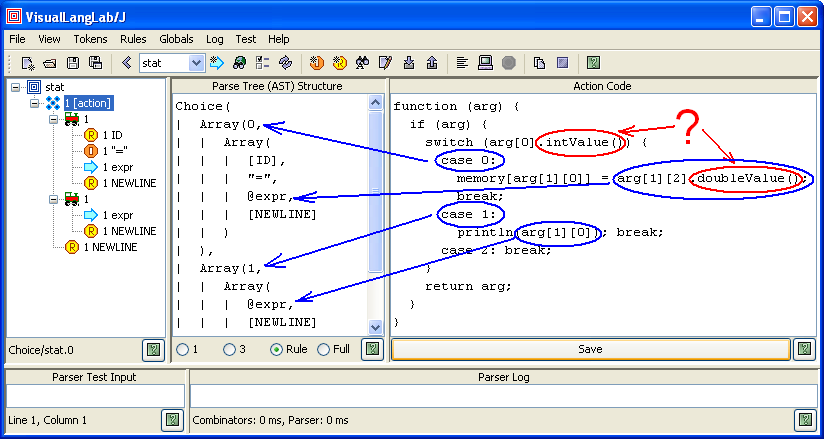 VisualLangLab/J
File View Tokens Rules Globals Log Test Help
stat
stat
1 [action]
1
1 ID
1 "="
1 expr
1 NEWLINE
1
1 expr
1 NEWLINE
1 NEWLINE
Choice/stat.0
Parse Tree (AST) Structure
Choice(
| Array(0,
| | Array(
| | | [ID],
| | | "=",
| | | @expr,
| | | [NEWLINE]
| | )
| ),
| Array(1,
| | Array(
| | | @expr,
| | | [NEWLINE]
1 3 Rule Full
Action Code
function (arg) {
if (arg) {
switch (arg[0].intValue()) {
case 0:
memory[arg[1][0]] = arg[1][2].doubleValue();
break;
case 1:
println(arg[1][0]); break;
case 2: break;
}
return arg;
}
}
?
Save
Parser Test Input
Line 1, Column 1
Parser Log
Combinators: 0 ms, Parser: 0 ms